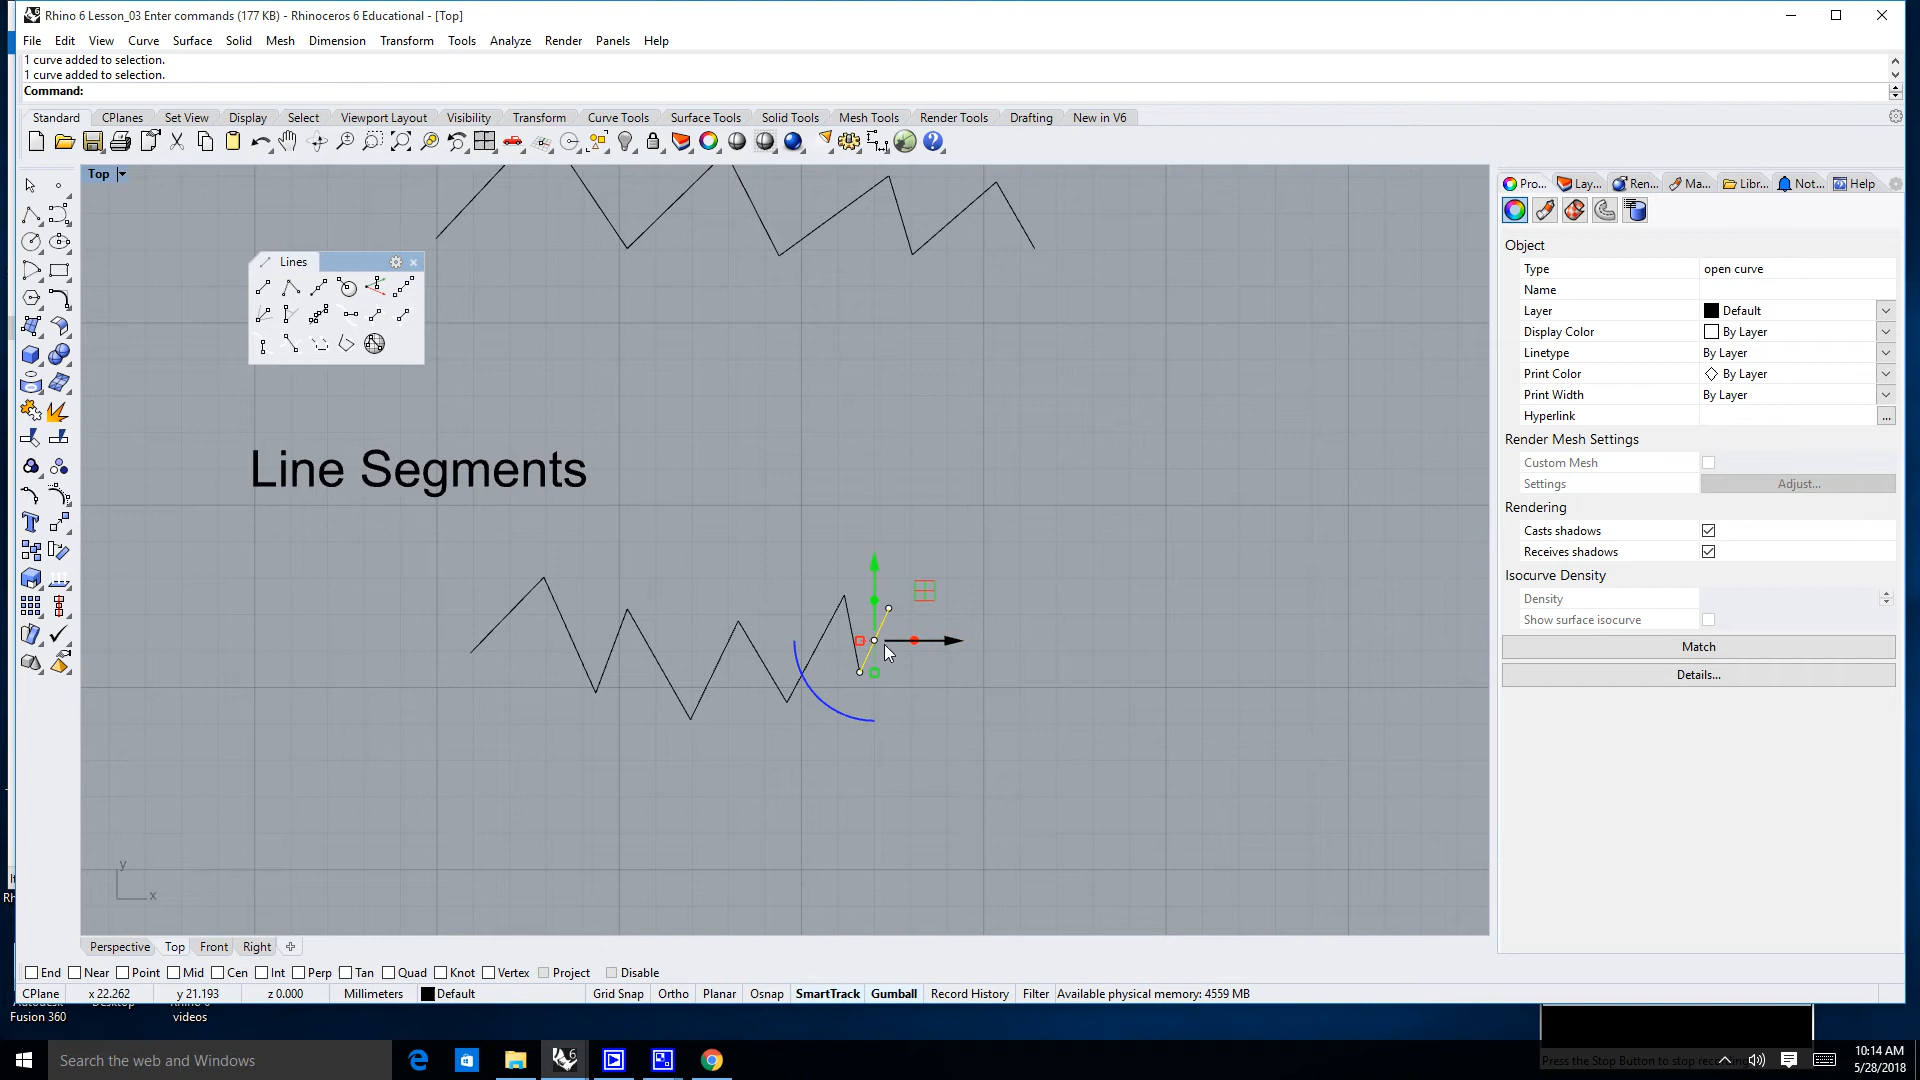 Rhino 6 Lesson_03 Enter commands (177 KB) - Rhinoceros 6 Educational - [Top]
File Edit View Curve Surface Solid Mesh Dimension Transform Tools Analyze Render Panels Help
1 curve added to selection.
1 curve added to selection.
Command:
Standard CPlanes Set View Display Select Viewport Layout Visibility Transform Curve Tools Surface Tools Solid Tools Mesh Tools Render Tools Drafting New in V6
Top
Pro... Lay... Ren... Ma... Libr... Not... Help
Object
Type open curve
Name
Lines
Layer Default
Display Color By Layer
Linetype By Layer
Print Color By Layer
Print Width By Layer
Hyperlink ...
Render Mesh Settings
Custom Mesh
Settings Adjust...
Line Segments
Rendering
Casts shadows
Receives shadows
Isocurve Density
Density
Show surface isocurve
Match
Details...
y
x
Perspective Top Front Right
End Near Point Mid Cen Int Perp Tan Quad Knot Vertex Project Disable
CPlane x 22.262 y 21.193 z 0.000 Millimeters Default Grid Snap Ortho Planar Osnap SmartTrack Gumball Record History Filter Available physical memory: 4559 MB
Fusion 360 videos
Search the web and Windows
6
Press the Stop Button to stop recording
10:14 AM
5/28/2018